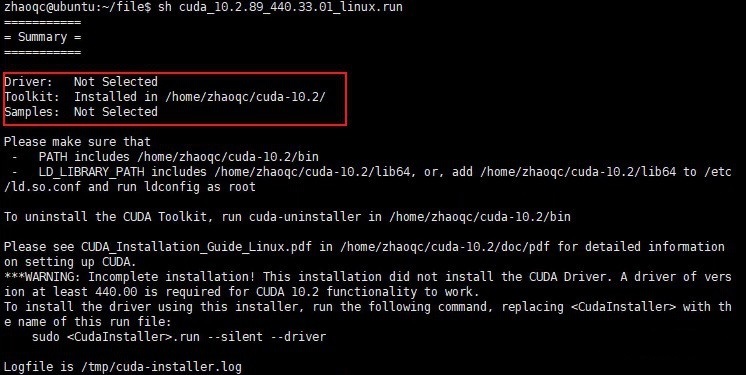 zhaoqc@ubuntu:~/file$ sh cuda_10.2.89_440.33.01_linux.run
===========
= Summary =
===========
Driver:   Not Selected
Toolkit:  Installed in /home/zhaoqc/cuda-10.2/
Samples:  Not Selected
Please make sure that
 -   PATH includes /home/zhaoqc/cuda-10.2/bin
 -   LD_LIBRARY_PATH includes /home/zhaoqc/cuda-10.2/lib64, or, add /home/zhaoqc/cuda-10.2/lib64 to /etc
/ld.so.conf and run ldconfig as root
To uninstall the CUDA Toolkit, run cuda-uninstaller in /home/zhaoqc/cuda-10.2/bin
Please see CUDA_Installation_Guide_Linux.pdf in /home/zhaoqc/cuda-10.2/doc/pdf for detailed information
on setting up CUDA.
***WARNING: Incomplete installation! This installation did not install the CUDA Driver. A driver of vers
ion at least 440.00 is required for CUDA 10.2 functionality to work.
To install the driver using this installer, run the following command, replacing <CudaInstaller> with th
e name of this run file:
    sudo <CudaInstaller>.run --silent --driver
Logfile is /tmp/cuda-installer.log